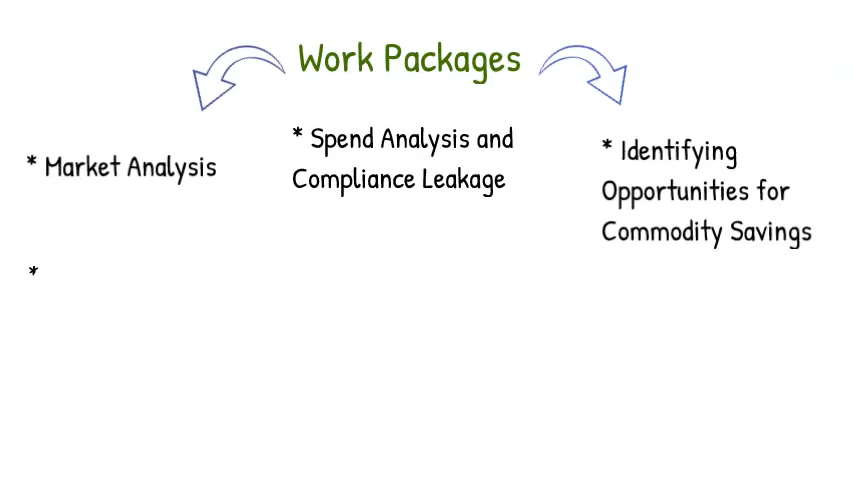 Work Packages
* Market Analysis
* Spend Analysis and
Compliance Leakage
* Identifying
Opportunities for
Commodity Savings
*